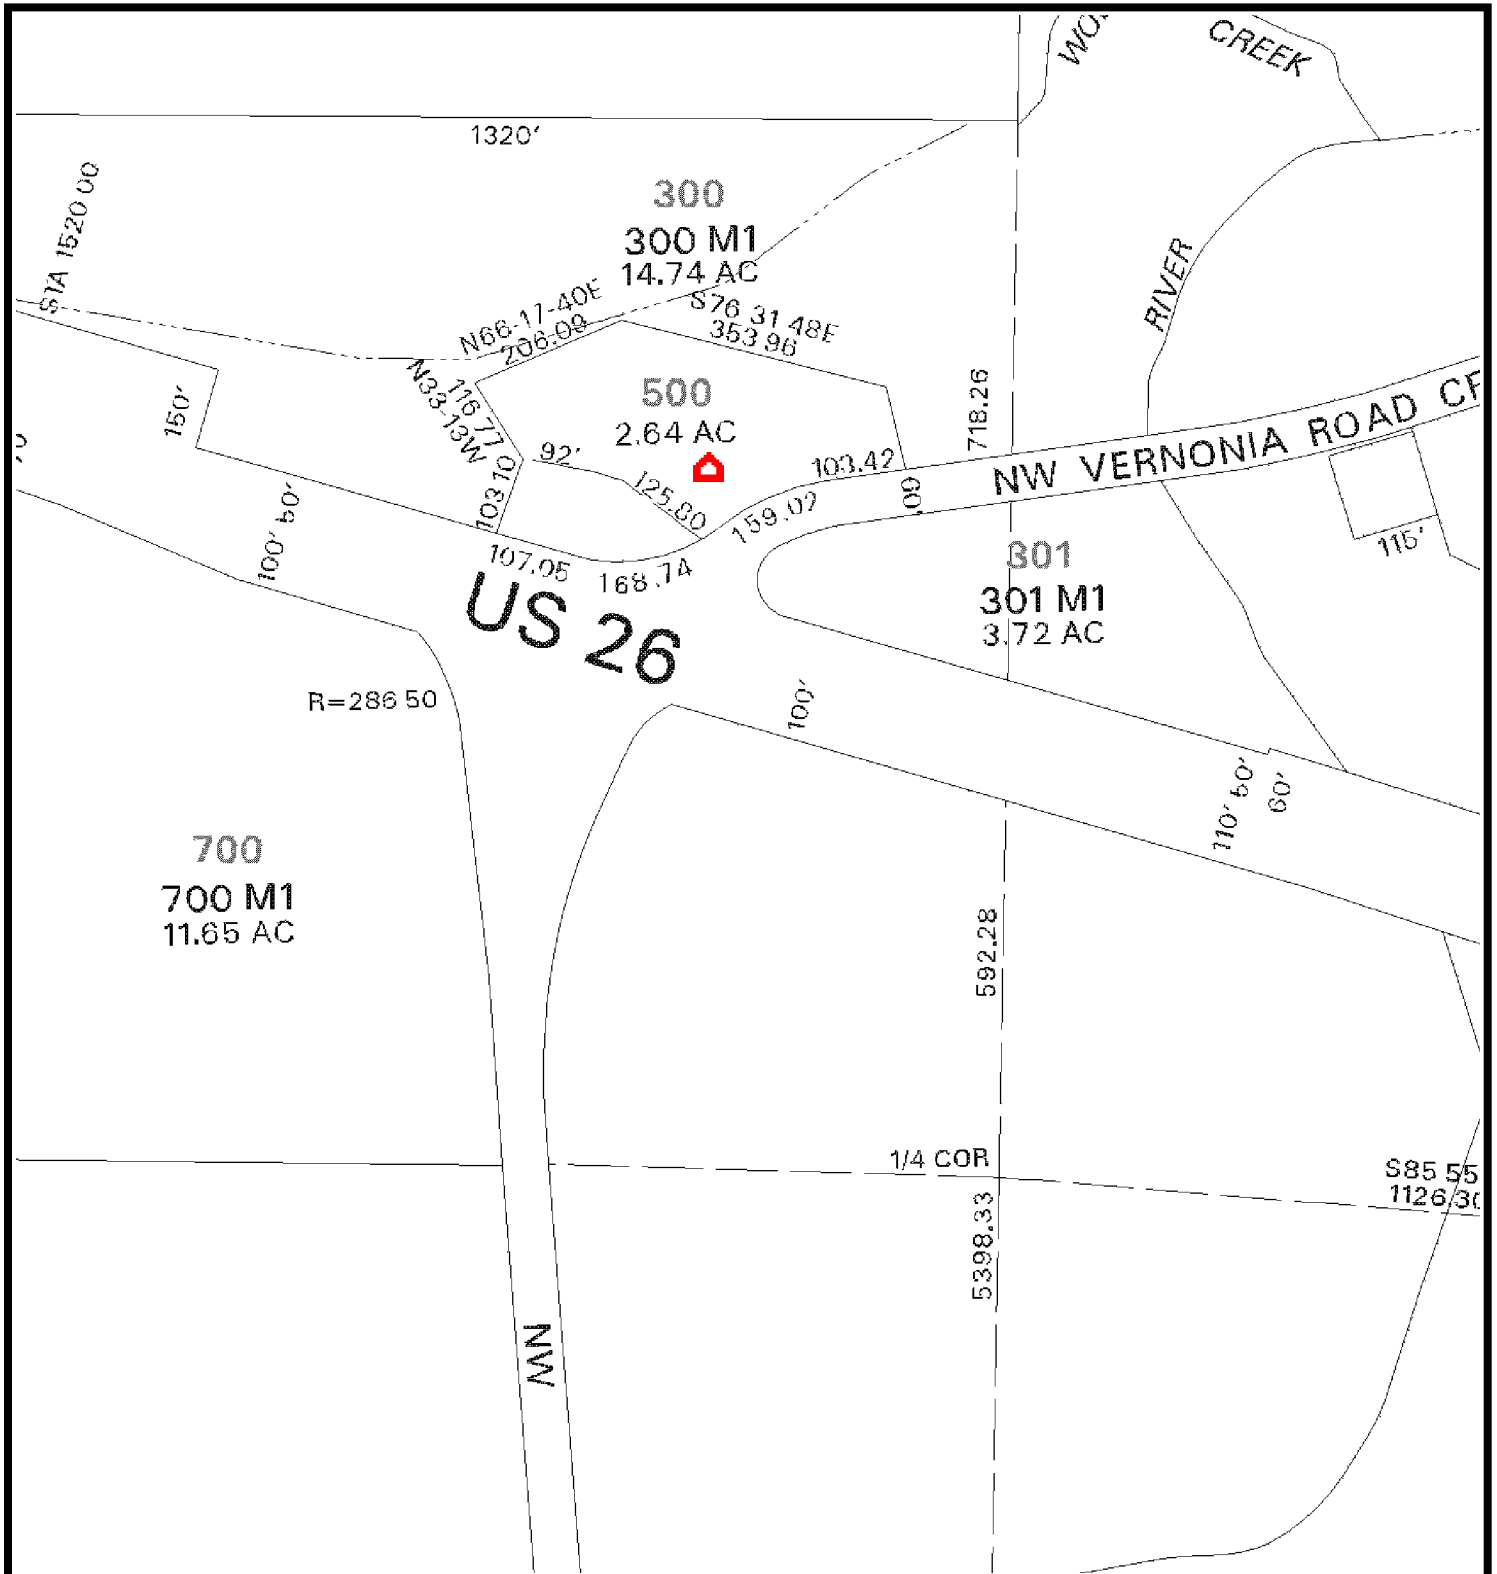 CREEK
1320'
STA 1520 00
300
300 M1
14.74 AC
RIVER
N66-17-40E
206.09
S76 31 48E
353 96
N33-13W
116 77
150'
500
2.64 AC
718.26
NW VERNONIA ROAD
92'
103.42
125.80
103 10
60'
159.02
100' 50'
107.05
168.74
US 26
301
301 M1
3.72 AC
115'
R=286 50
100'
110' 50'
60'
700
700 M1
11.65 AC
592.28
1/4 COR
S85 55
5398.33
NW